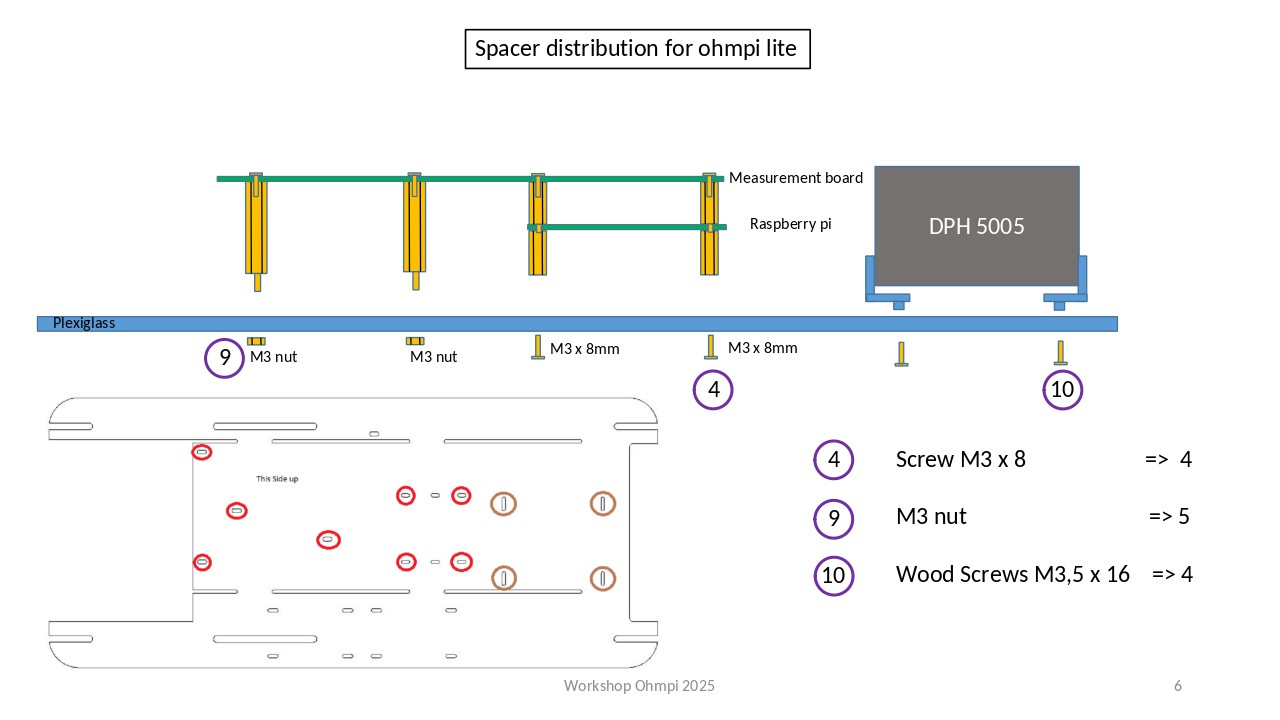 Spacer distribution for ohmpi lite
Measurement board
Raspberry pi
DPH 5005
Plexiglass
9 M3 nut
M3 nut
M3 x 8mm
M3 x 8mm
4
10
This Side up
4 Screw M3 x 8 => 4
9 M3 nut => 5
10 Wood Screws M3,5 x 16 => 4
Workshop Ohmpi 2025
6